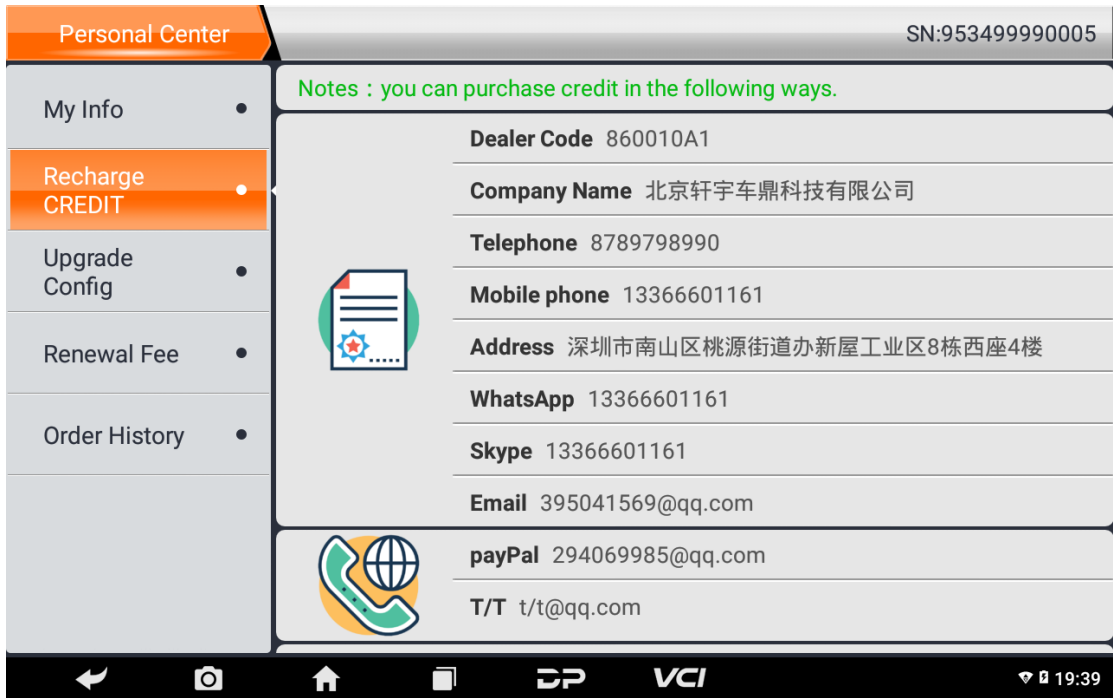 Personal Center
SN:953499990005
My Info
Recharge
CREDIT
Upgrade
Config
Renewal Fee
Order History
Notes：you can purchase credit in the following ways.
Dealer Code 860010A1
Company Name 北京轩宇车鼎科技有限公司
Telephone 8789798990
Mobile phone 13366601161
Address 深圳市南山区桃源街道办新屋工业区8栋西座4楼
WhatsApp 13366601161
Skype 13366601161
Email 395041569@qq.com
payPal 294069985@qq.com
T/T t/t@qq.com
DP
VCI
19:39